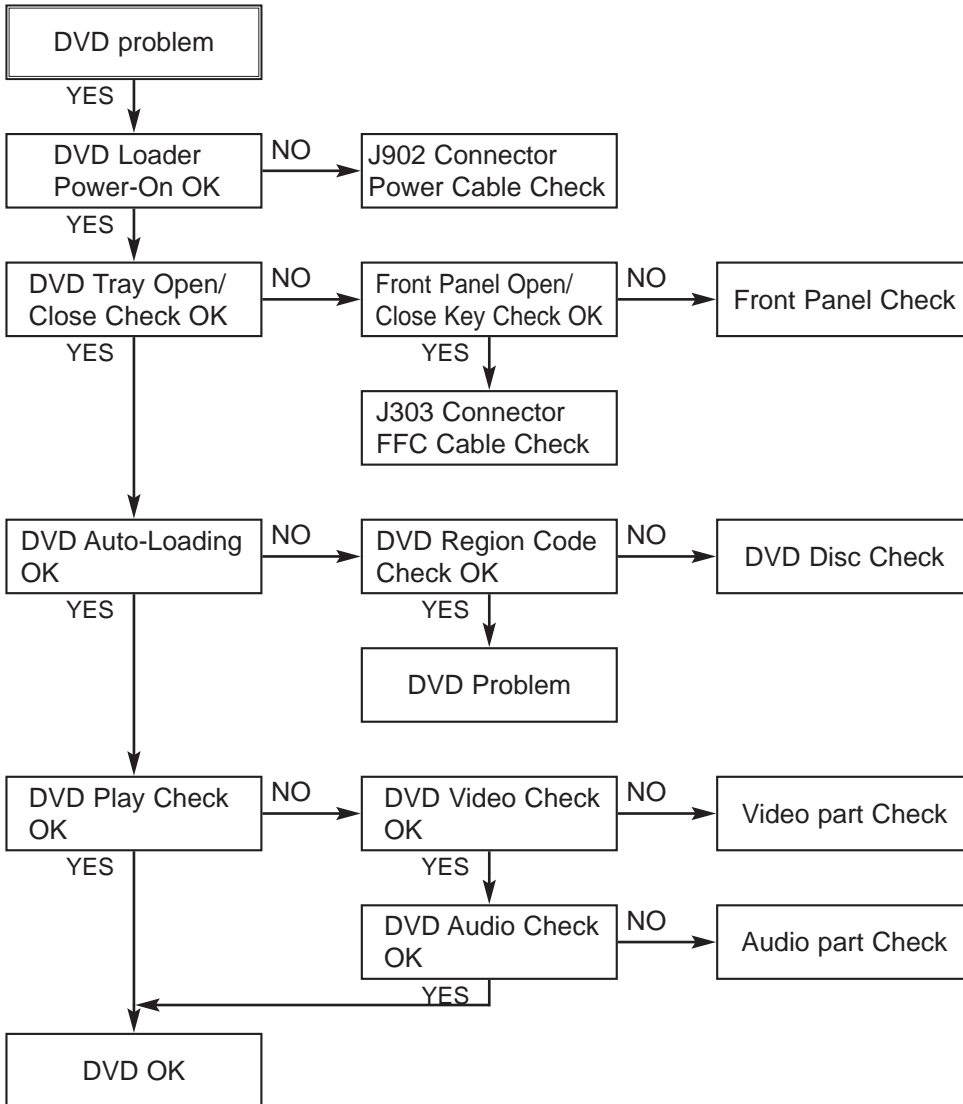 DVD problem
YES
DVD Loader
Power-On OK
NO
J902 Connector
Power Cable Check
YES
DVD Tray Open/
Close Check OK
NO
Front Panel Open/
Close Key Check OK
NO
Front Panel Check
YES
YES
J303 Connector
FFC Cable Check
DVD Auto-Loading
OK
NO
DVD Region Code
Check OK
NO
DVD Disc Check
YES
YES
DVD Problem
DVD Play Check
OK
NO
DVD Video Check
OK
NO
Video part Check
YES
YES
DVD Audio Check
OK
NO
Audio part Check
YES
DVD OK